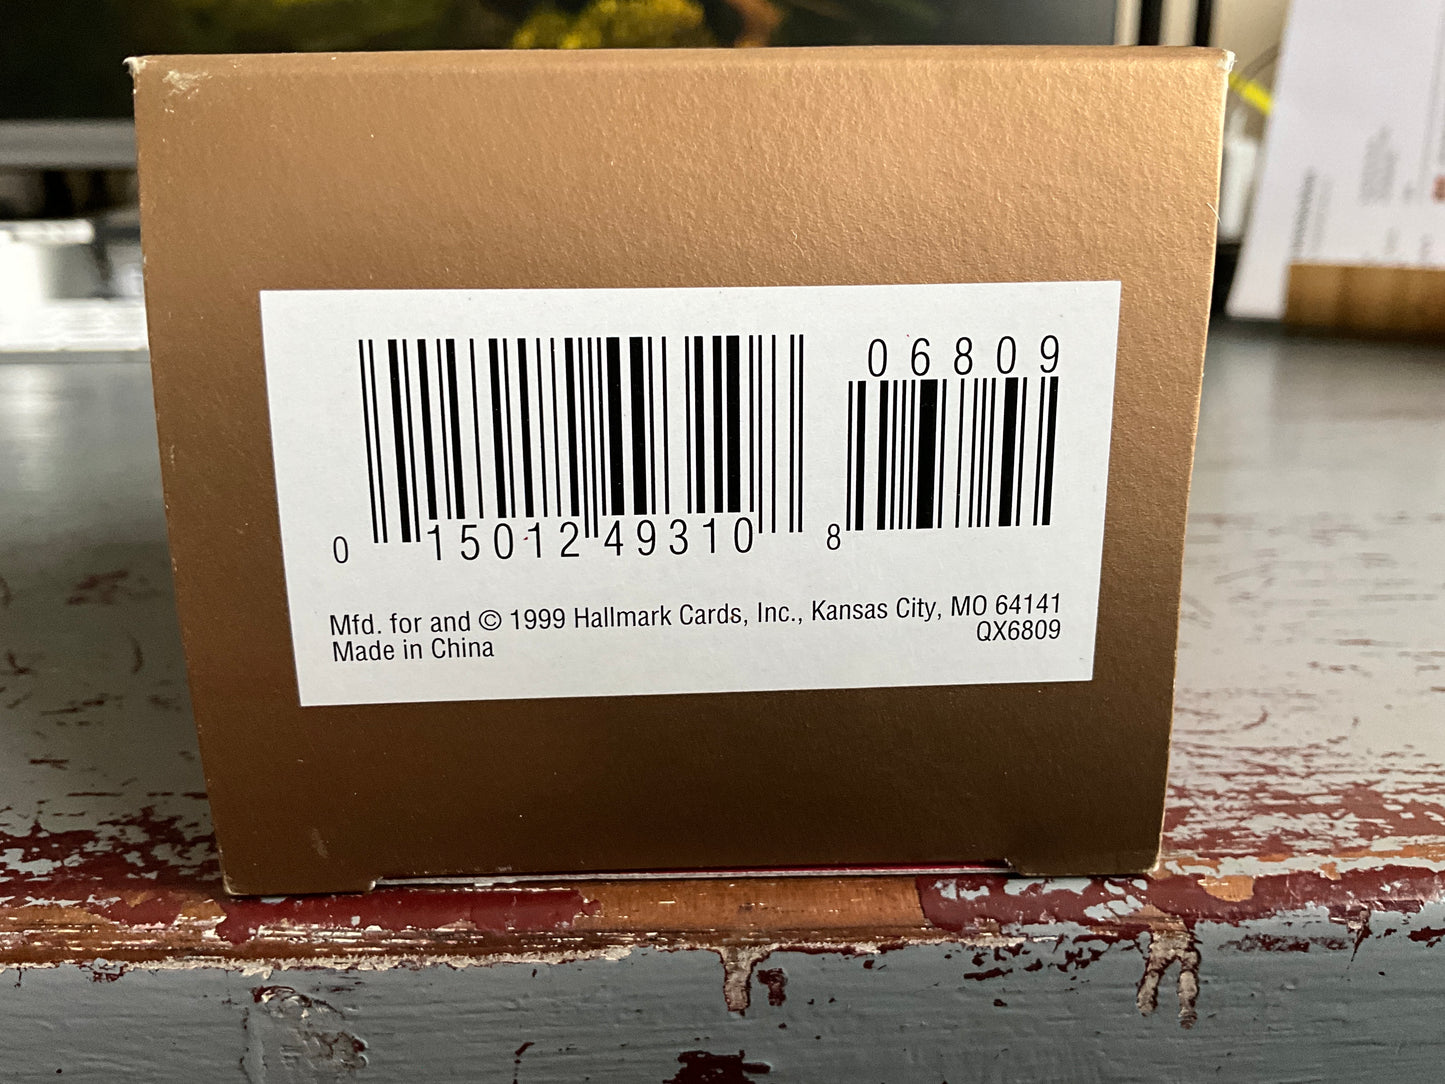 06809
0 15012 49310 8
Mfd. for and © 1999 Hallmark Cards, Inc., Kansas City, MO 64141
QX6809
Made in China